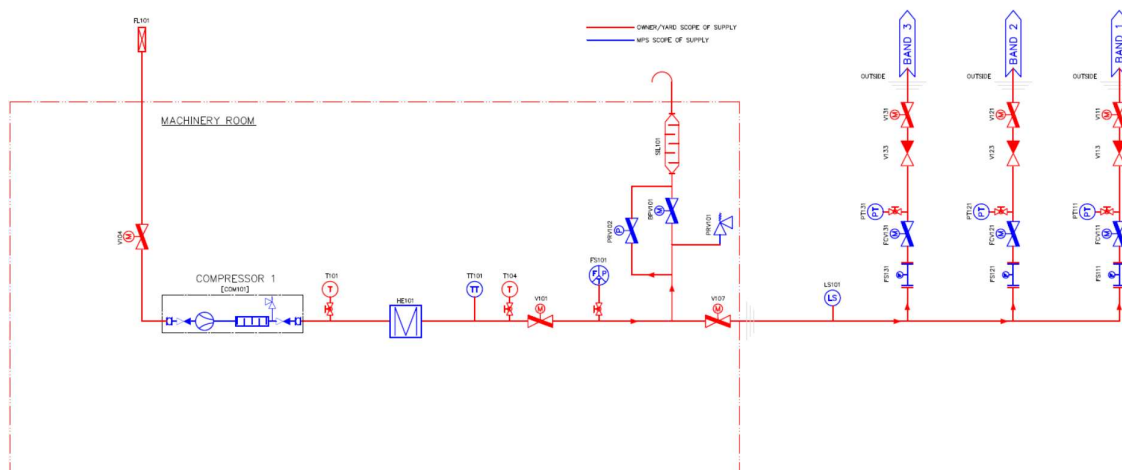 FL101
OWNER/YARD SCOPE OF SUPPLY
MPS SCOPE OF SUPPLY
BAND 3
BAND 2
BAND 1
OUTSIDE
OUTSIDE
OUTSIDE
MACHINERY ROOM
V131
M
V121
M
V111
M
SIL101
V133
V123
V113
V104
M
PRV102
P
BPV101
M
PRV101
PT131
PT
PT121
PT
PT111
PT
FCV131
M
FCV121
M
FCV111
M
COMPRESSOR 1
[COM101]
T101
T
HE101
TT101
TT
T104
T
V101
M
FS101
F
P
V107
M
LS101
LS
FS131
FS121
FS111